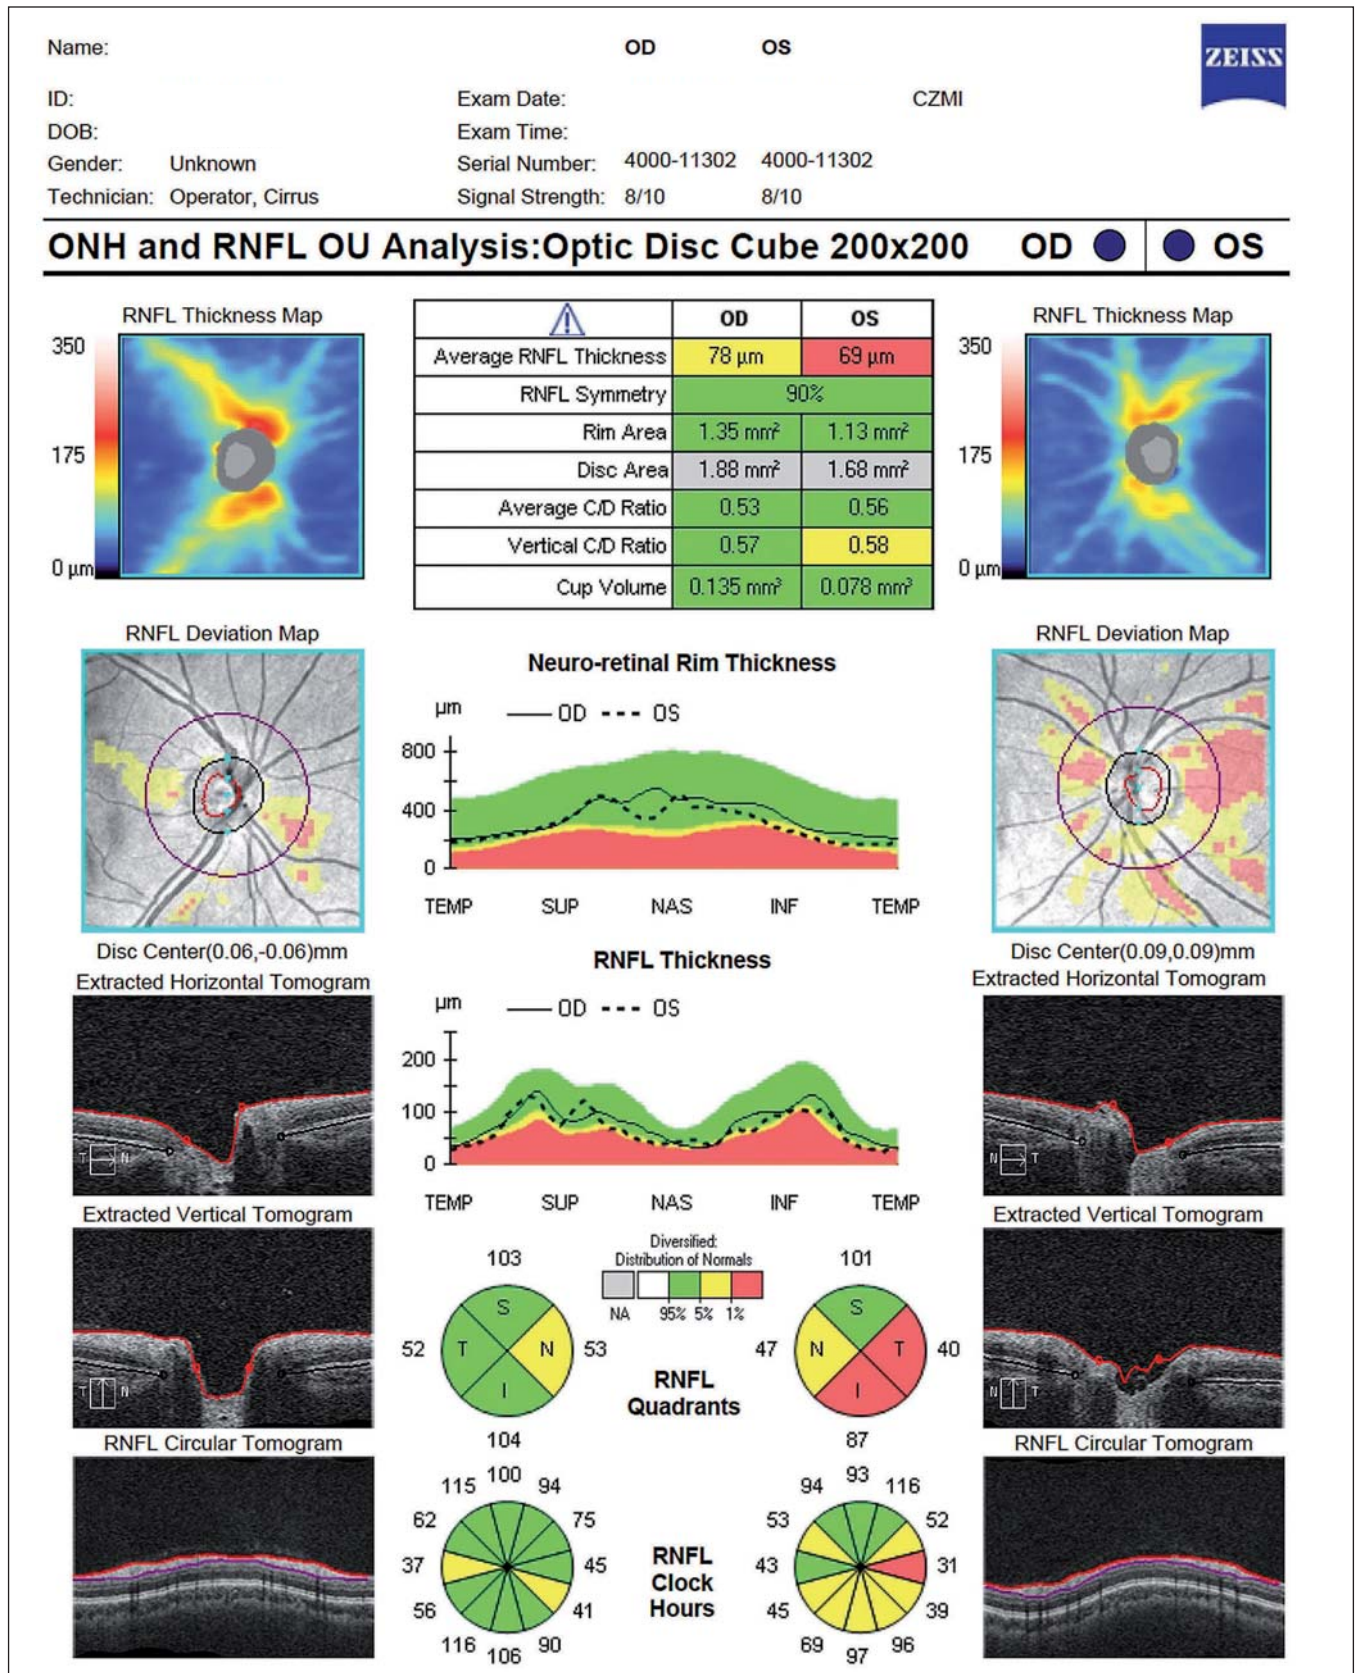 Name: OD OS
ZEISS
ID: Exam Date: CZMI
DOB: Exam Time:
Gender: Unknown Serial Number: 4000-11302 4000-11302
Technician: Operator, Cirrus Signal Strength: 8/10 8/10
ONH and RNFL OU Analysis:Optic Disc Cube 200x200 OD OS
RNFL Thickness Map
350
175
0 µm
OD OS
Average RNFL Thickness 78 µm 69 µm
RNFL Symmetry 90%
Rim Area 1.35 mm² 1.13 mm²
Disc Area 1.88 mm² 1.68 mm²
Average C/D Ratio 0.53 0.56
Vertical C/D Ratio 0.57 0.58
Cup Volume 0.135 mm³ 0.078 mm³
RNFL Thickness Map
350
175
0 µm
RNFL Deviation Map
Disc Center(0.06,-0.06)mm
Neuro-retinal Rim Thickness
µm OD OS
800
400
0
TEMP SUP NAS INF TEMP
RNFL Deviation Map
Disc Center(0.09,0.09)mm
Extracted Horizontal Tomogram
T N
RNFL Thickness
µm OD OS
200
100
0
TEMP SUP NAS INF TEMP
Extracted Horizontal Tomogram
N T
Extracted Vertical Tomogram
T N
Diversified:
Distribution of Normals
NA 95% 5% 1%
103
S
52 T N 53
I
104
RNFL
Quadrants
101
S
47 N T 40
I
87
Extracted Vertical Tomogram
N T
RNFL Circular Tomogram
115 100 94
62 75
37 45
56 41
116 106 90
RNFL
Clock
Hours
94 93 116
53 52
43 31
45 39
69 97 96
RNFL Circular Tomogram